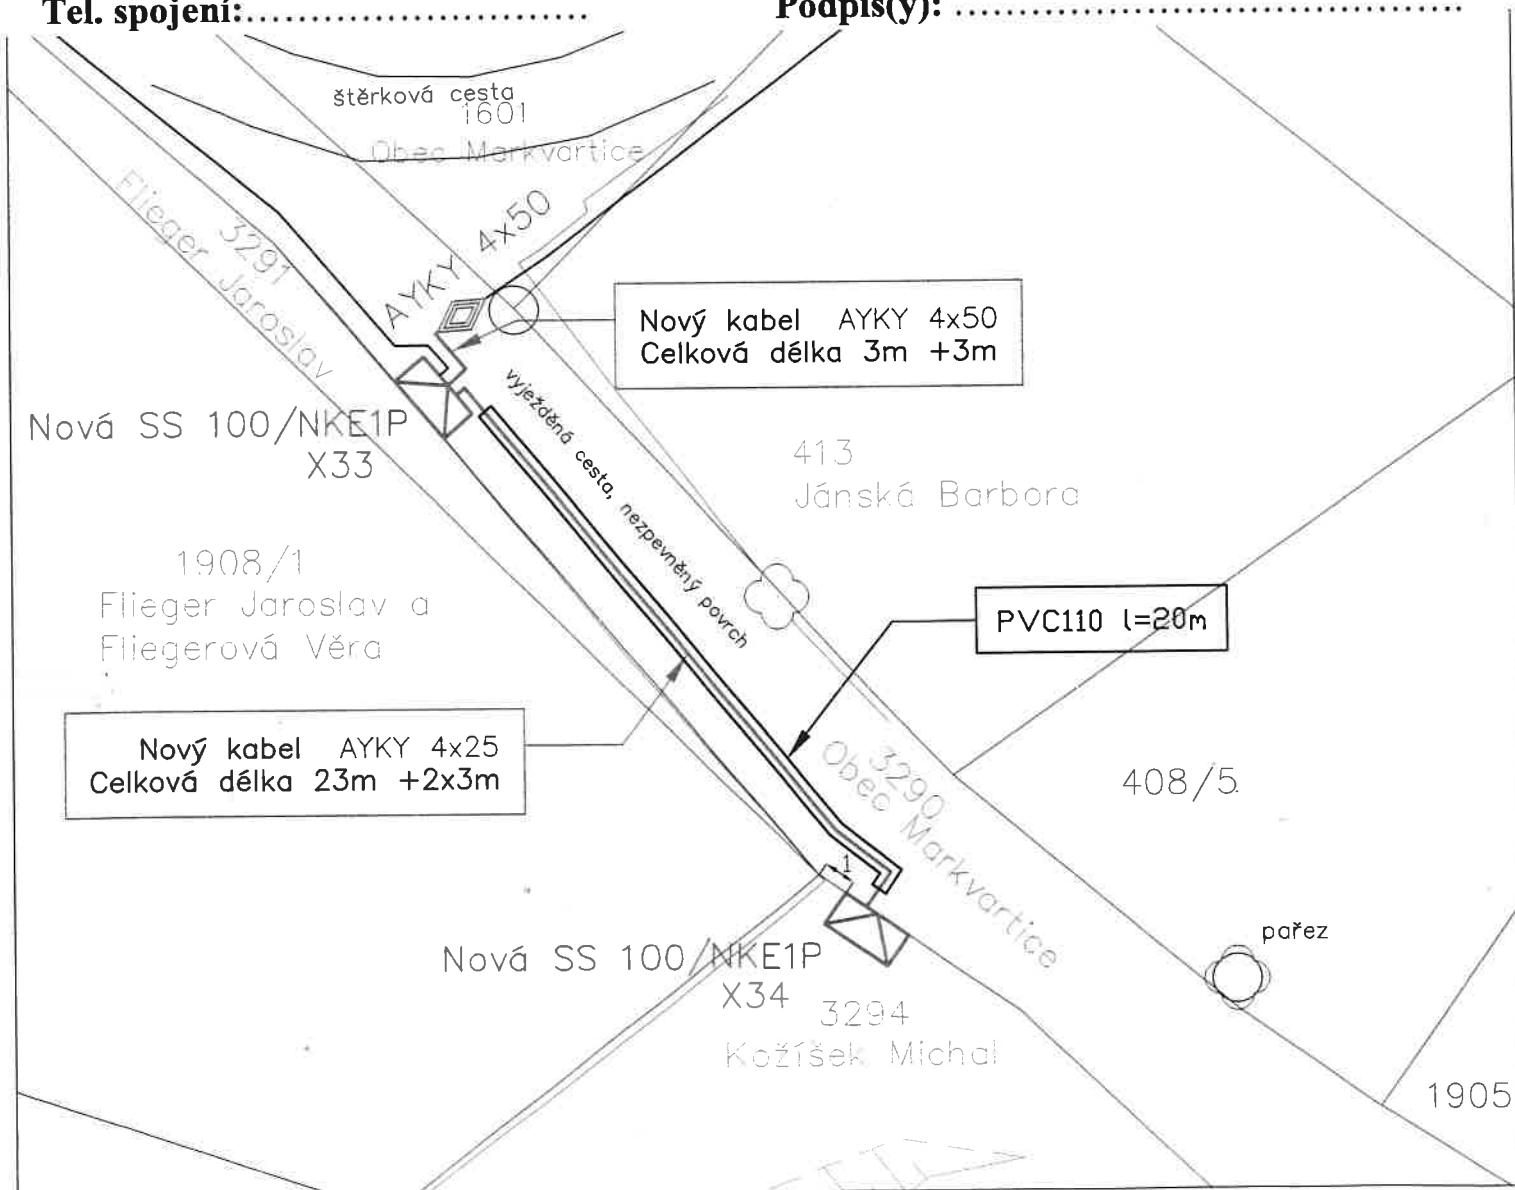 Tel. spojení:.................................
Podpis(y): .................................................
štěrková cesta
1601
Obec Markvartice
Flieger Jaroslav
3291
AYKY 4x50
Nový kabel AYKY 4x50
Celková délka 3m +3m
vyježděná cesta, nezpevněný povrch
Nová SS 100/NKE1P
X33
413
Jánská Barbora
1908/1
Flieger Jaroslav a
Fliegerová Věra
PVC110 l=20m
Nový kabel AYKY 4x25
Celková délka 23m +2x3m
3290
Obec Markvartice
408/5
1
Nová SS 100/NKE1P
X34
pařez
3294
Kožíšek Michal
1905